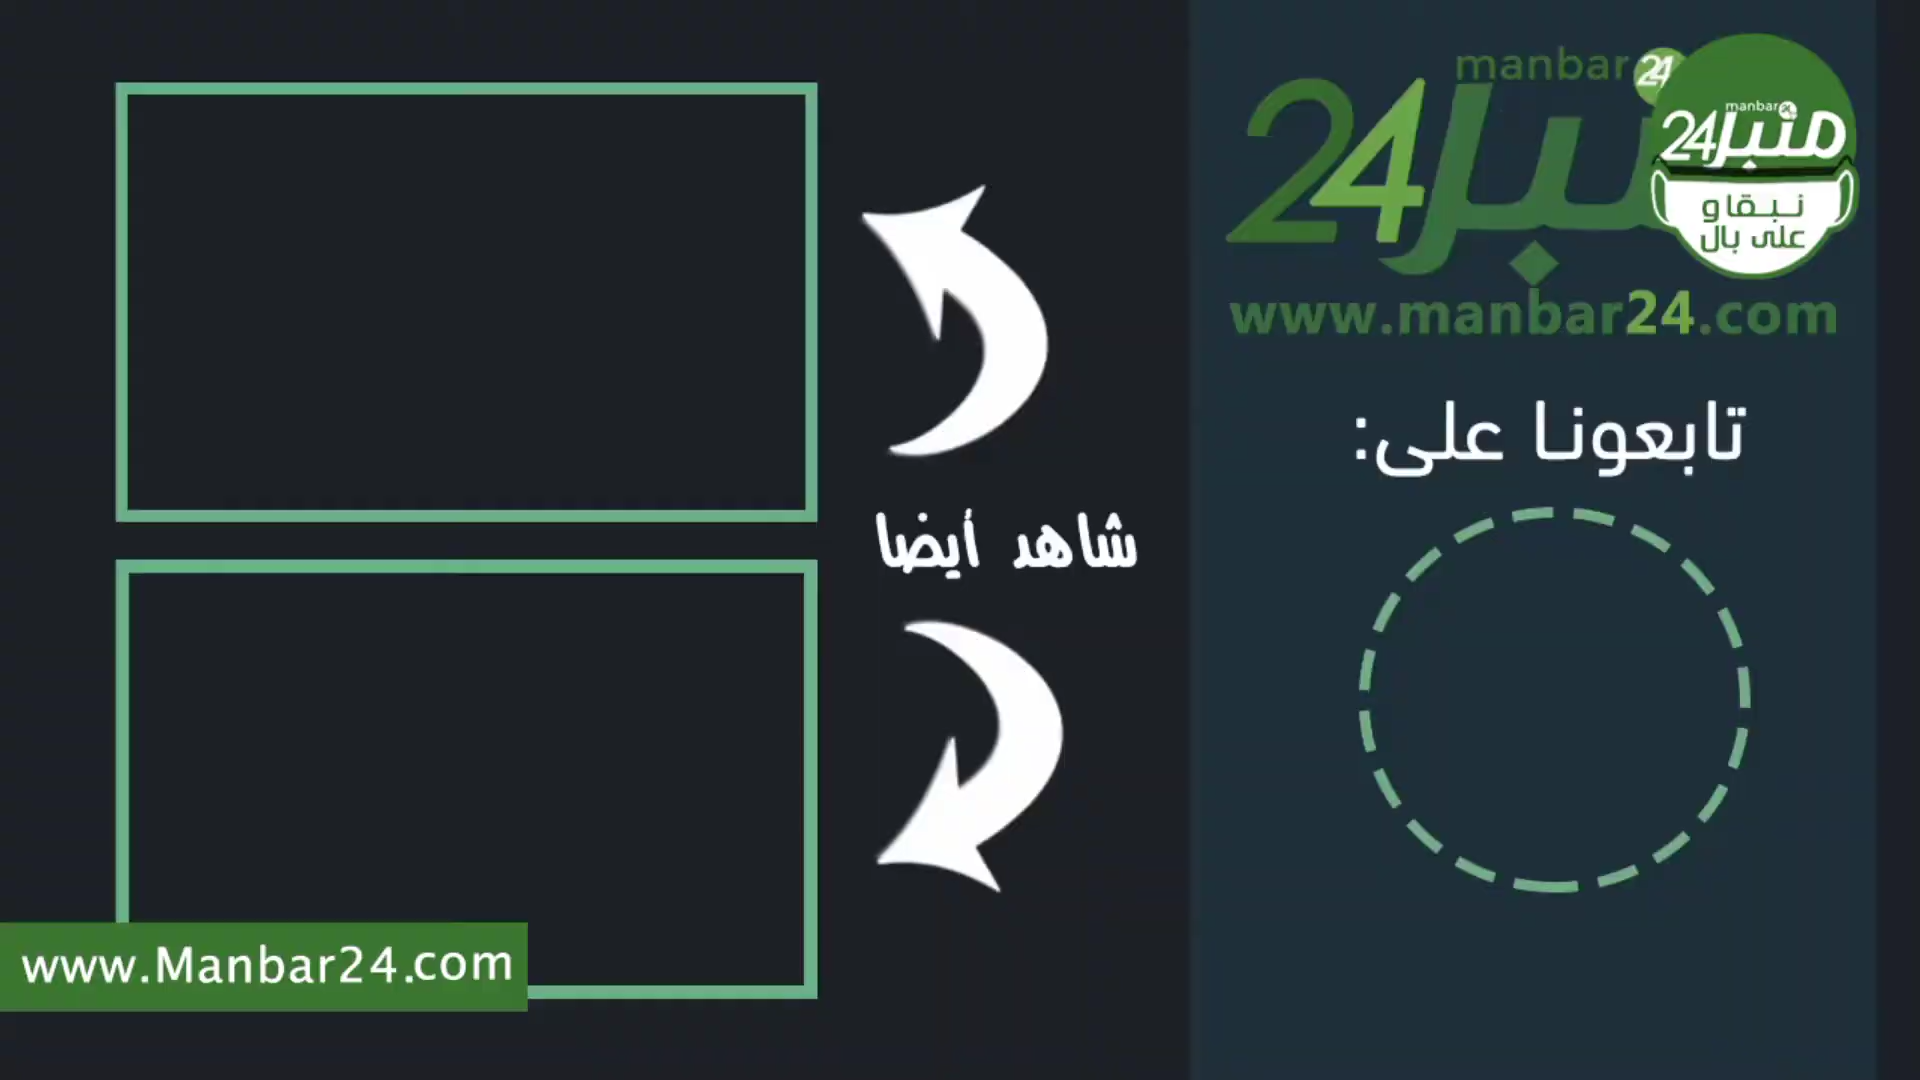 manbar24
منبر24
manbar24
منبر24
نبقاو
على بال
www.manbar24.com
تابعونا على:
شاهد أيضا
www.Manbar24.com